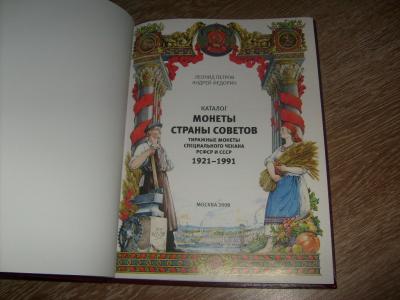 ЛЕОНИД ПЕТРОВ
АНДРЕЙ ФЕДОРИН
КАТАЛОГ
МОНЕТЫ
СТРАНЫ СОВЕТОВ
ТИРАЖНЫЕ МОНЕТЫ
СПЕЦИАЛЬНОГО ЧЕКАНА
РСФСР И СССР
1921–1991
МОСКВА 2008